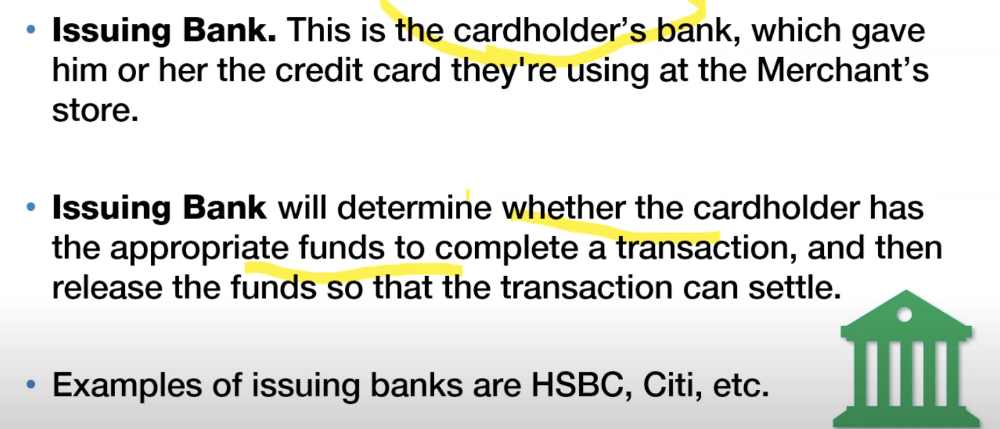 • Issuing Bank. This is the cardholder’s bank, which gave
him or her the credit card they're using at the Merchant’s
store.
• Issuing Bank will determine whether the cardholder has
the appropriate funds to complete a transaction, and then
release the funds so that the transaction can settle.
• Examples of issuing banks are HSBC, Citi, etc.